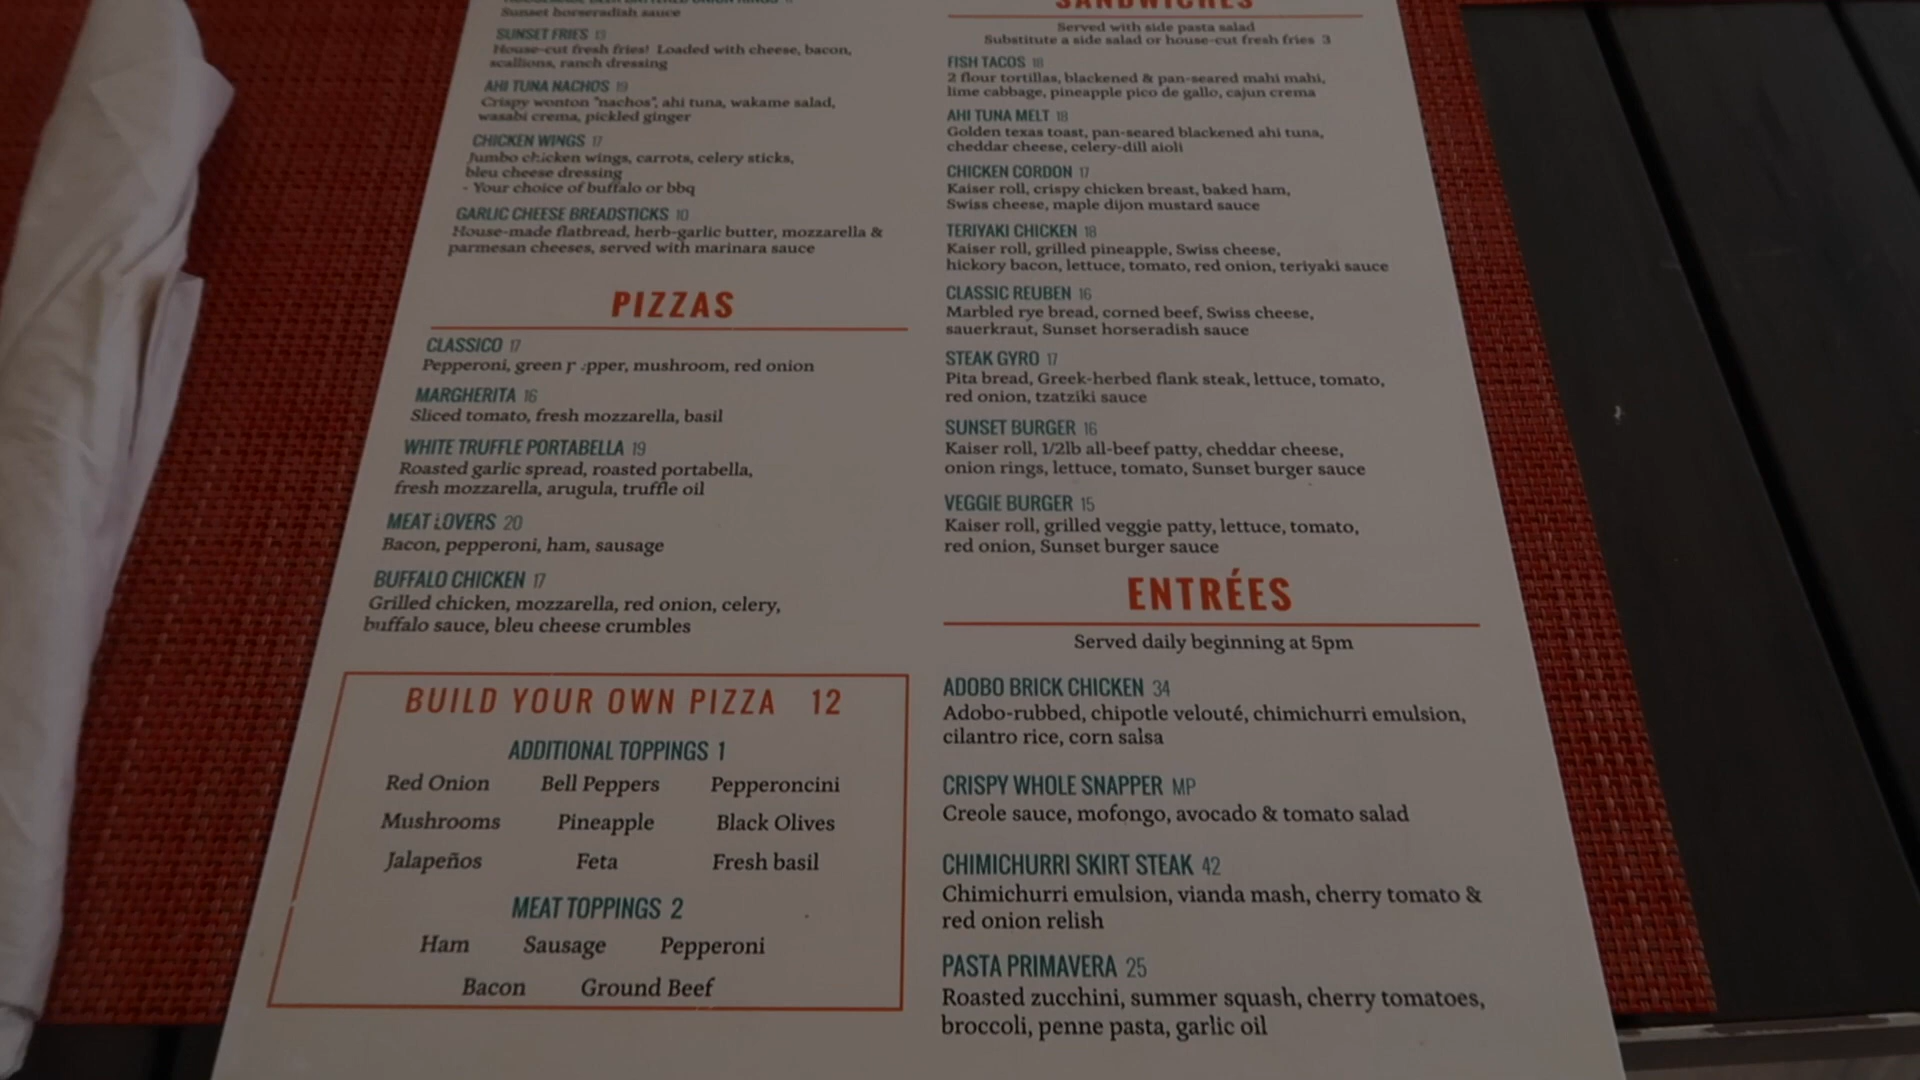 Sunset horseradish sauce
SUNSET FRIES 13
House-cut fresh fries! Loaded with cheese, bacon,
scallions, ranch dressing
AHI TUNA NACHOS 19
Crispy wonton "nachos", ahi tuna, wakame salad,
wasabi crema, pickled ginger
CHICKEN WINGS 17
Jumbo chicken wings, carrots, celery sticks,
bleu cheese dressing
- Your choice of buffalo or bbq
GARLIC CHEESE BREADSTICKS 10
House-made flatbread, herb-garlic butter, mozzarella &
parmesan cheeses, served with marinara sauce
PIZZAS
CLASSICO 17
Pepperoni, green pepper, mushroom, red onion
MARGHERITA 16
Sliced tomato, fresh mozzarella, basil
WHITE TRUFFLE PORTABELLA 19
Roasted garlic spread, roasted portabella,
fresh mozzarella, arugula, truffle oil
MEAT LOVERS 20
Bacon, pepperoni, ham, sausage
BUFFALO CHICKEN 17
Grilled chicken, mozzarella, red onion, celery,
buffalo sauce, bleu cheese crumbles
BUILD YOUR OWN PIZZA 12
ADDITIONAL TOPPINGS 1
Red Onion Bell Peppers Pepperoncini
Mushrooms Pineapple Black Olives
Jalapeños Feta Fresh basil
MEAT TOPPINGS 2
Ham Sausage Pepperoni
Bacon Ground Beef
SANDWICHES
Served with side pasta salad
Substitute a side salad or house-cut fresh fries 3
FISH TACOS 18
2 flour tortillas, blackened & pan-seared mahi mahi,
lime cabbage, pineapple pico de gallo, cajun crema
AHI TUNA MELT 18
Golden texas toast, pan-seared blackened ahi tuna,
cheddar cheese, celery-dill aioli
CHICKEN CORDON 17
Kaiser roll, crispy chicken breast, baked ham,
Swiss cheese, maple dijon mustard sauce
TERIYAKI CHICKEN 18
Kaiser roll, grilled pineapple, Swiss cheese,
hickory bacon, lettuce, tomato, red onion, teriyaki sauce
CLASSIC REUBEN 16
Marbled rye bread, corned beef, Swiss cheese,
sauerkraut, Sunset horseradish sauce
STEAK GYRO 17
Pita bread, Greek-herbed flank steak, lettuce, tomato,
red onion, tzatziki sauce
SUNSET BURGER 16
Kaiser roll, 1/2lb all-beef patty, cheddar cheese,
onion rings, lettuce, tomato, Sunset burger sauce
VEGGIE BURGER 15
Kaiser roll, grilled veggie patty, lettuce, tomato,
red onion, Sunset burger sauce
ENTRÉES
Served daily beginning at 5pm
ADOBO BRICK CHICKEN 34
Adobo-rubbed, chipotle velouté, chimichurri emulsion,
cilantro rice, corn salsa
CRISPY WHOLE SNAPPER MP
Creole sauce, mofongo, avocado & tomato salad
CHIMICHURRI SKIRT STEAK 42
Chimichurri emulsion, vianda mash, cherry tomato &
red onion relish
PASTA PRIMAVERA 25
Roasted zucchini, summer squash, cherry tomatoes,
broccoli, penne pasta, garlic oil